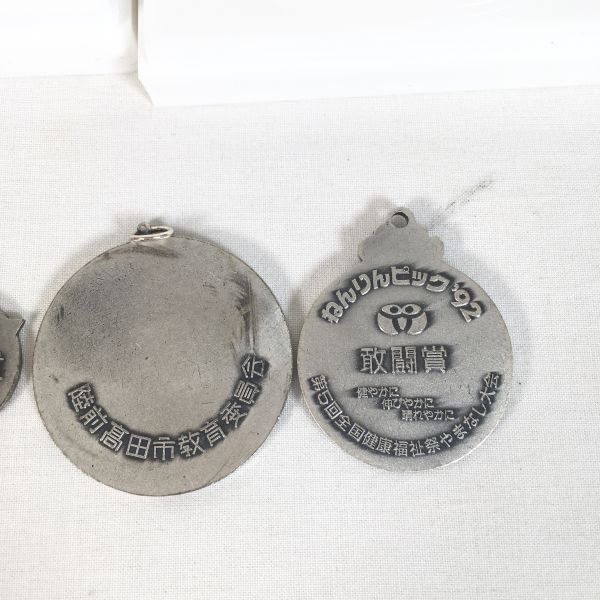 陸前高田市教育委員会
ねんりんピック'92
敢闘賞
健やかに
伸びやかに
晴れやかに
第5回全国健康福祉祭やまなし大会